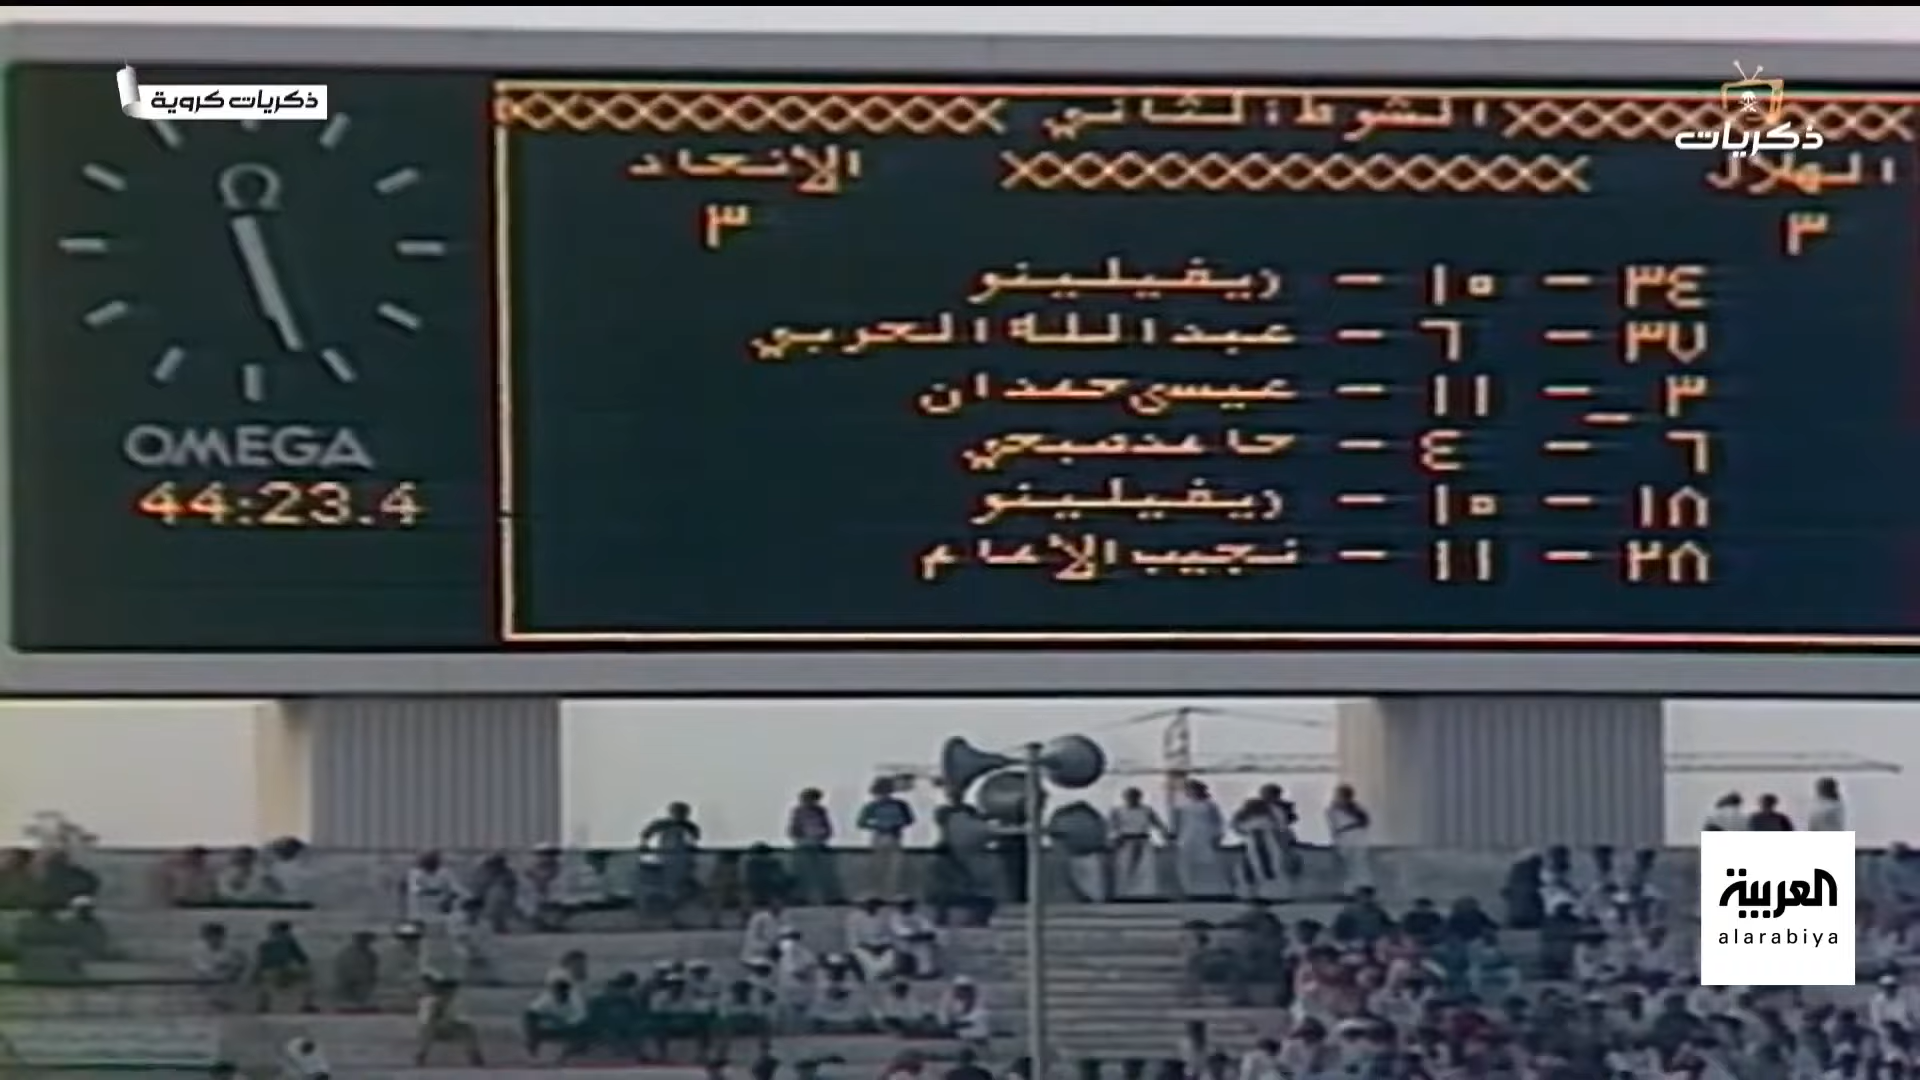 ذكريات كروية
ذكريات
الشوط الثاني
الهلال الاتحاد
٣ ٣
٣٤ - ١٠ - ريفيلينو
٣٧ - ٦ - عبدالله الحربي
٣ - ١١ - عيسى حمدان
٦ - ٤ - حامد صبحي
١٨ - ١٠ - ريفيلينو
٢٨ - ١١ - نجيب الإمام
OMEGA
44:23.4
العربية
alarabiya